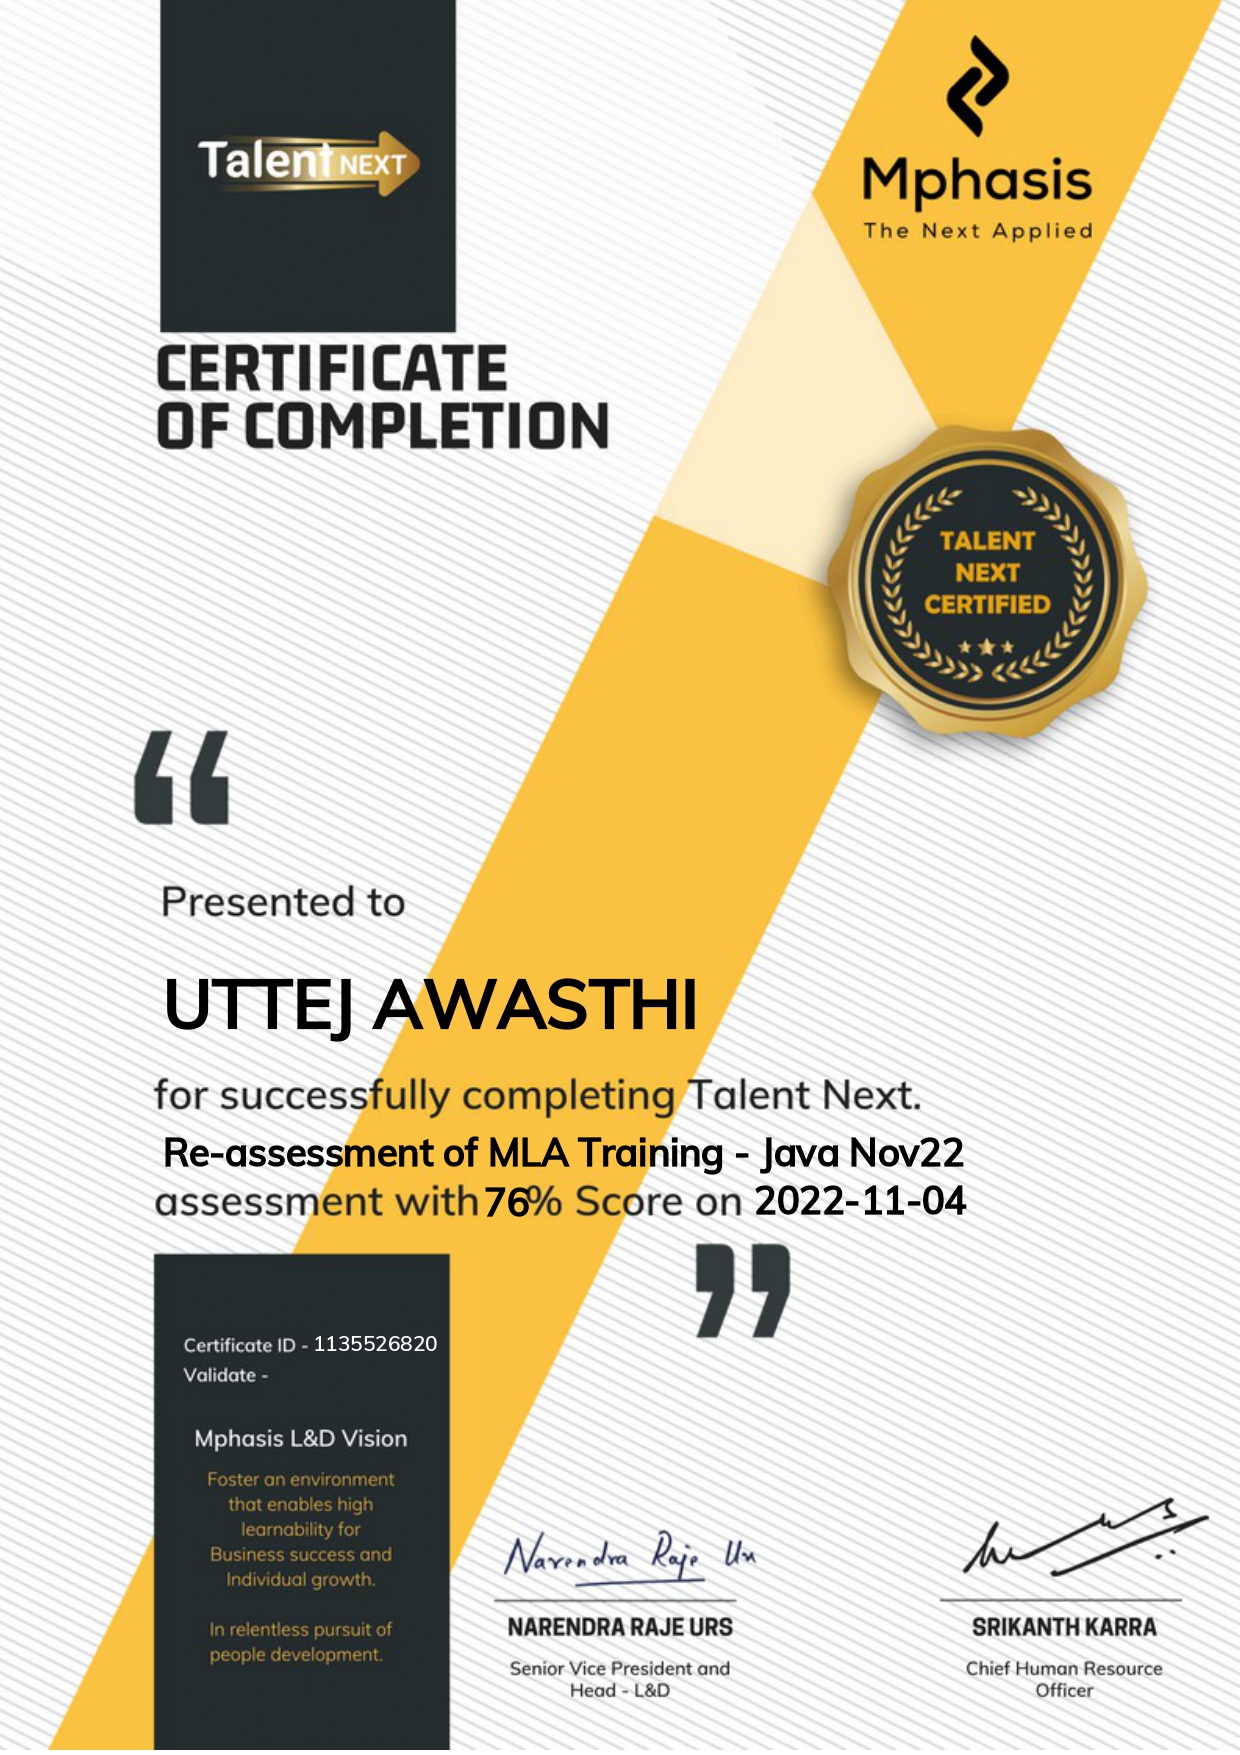 Talent NEXT
Mphasis
The Next Applied
CERTIFICATE
OF COMPLETION
TALENT
NEXT
CERTIFIED
“
Presented to
UTTEJ AWASTHI
for successfully completing Talent Next.
Re-assessment of MLA Training - Java Nov22
assessment with 76% Score on 2022-11-04
”
Certificate ID - 1135526820
Validate -
Mphasis L&D Vision
Foster an environment
that enables high
learnability for
Business success and
Individual growth.
In relentless pursuit of
people development.
Narendra Raje Urs
NARENDRA RAJE URS
Senior Vice President and
Head - L&D
SRIKANTH KARRA
Chief Human Resource
Officer